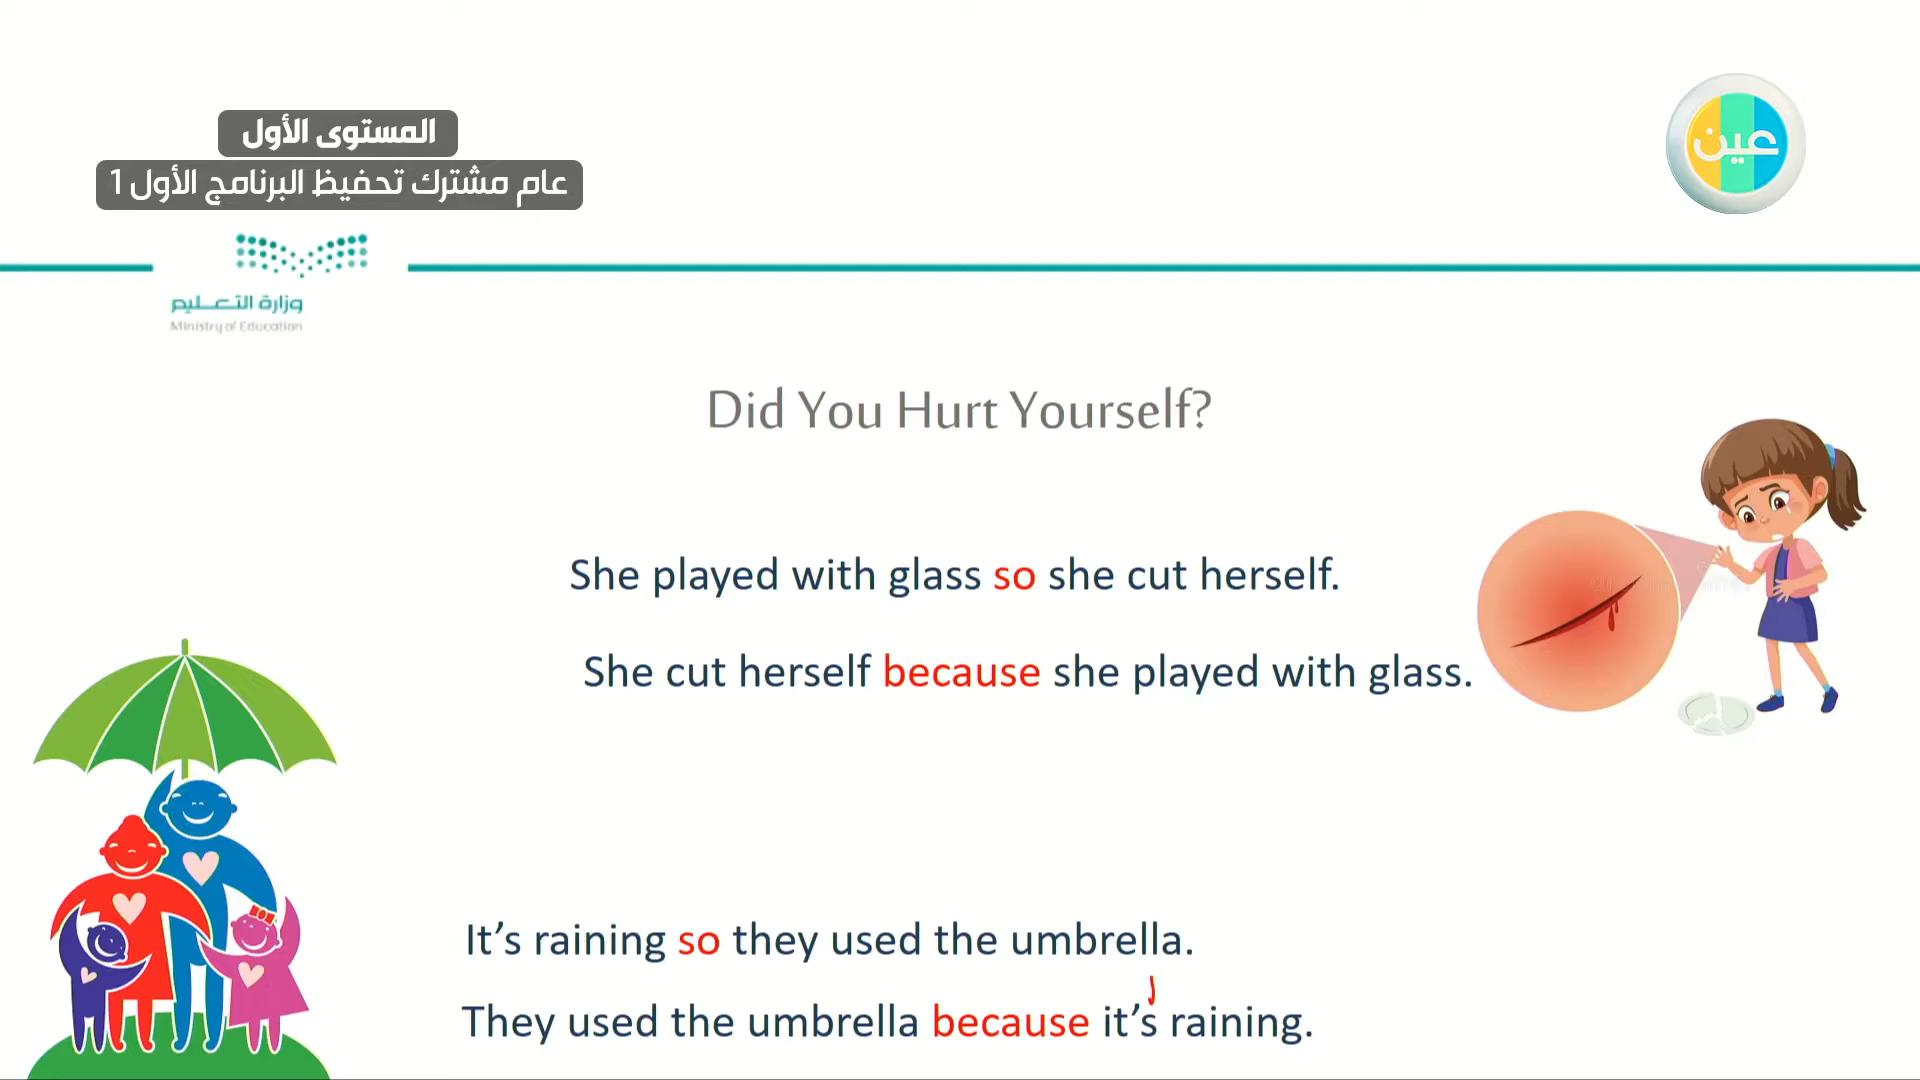 المستوى الأول
عام مشترك تحفيظ البرنامج الأول 1
عين
وزارة التعليم
Ministry of Education
Did You Hurt Yourself?
She played with glass so she cut herself.
She cut herself because she played with glass.
It’s raining so they used the umbrella.
They used the umbrella because it’s raining.